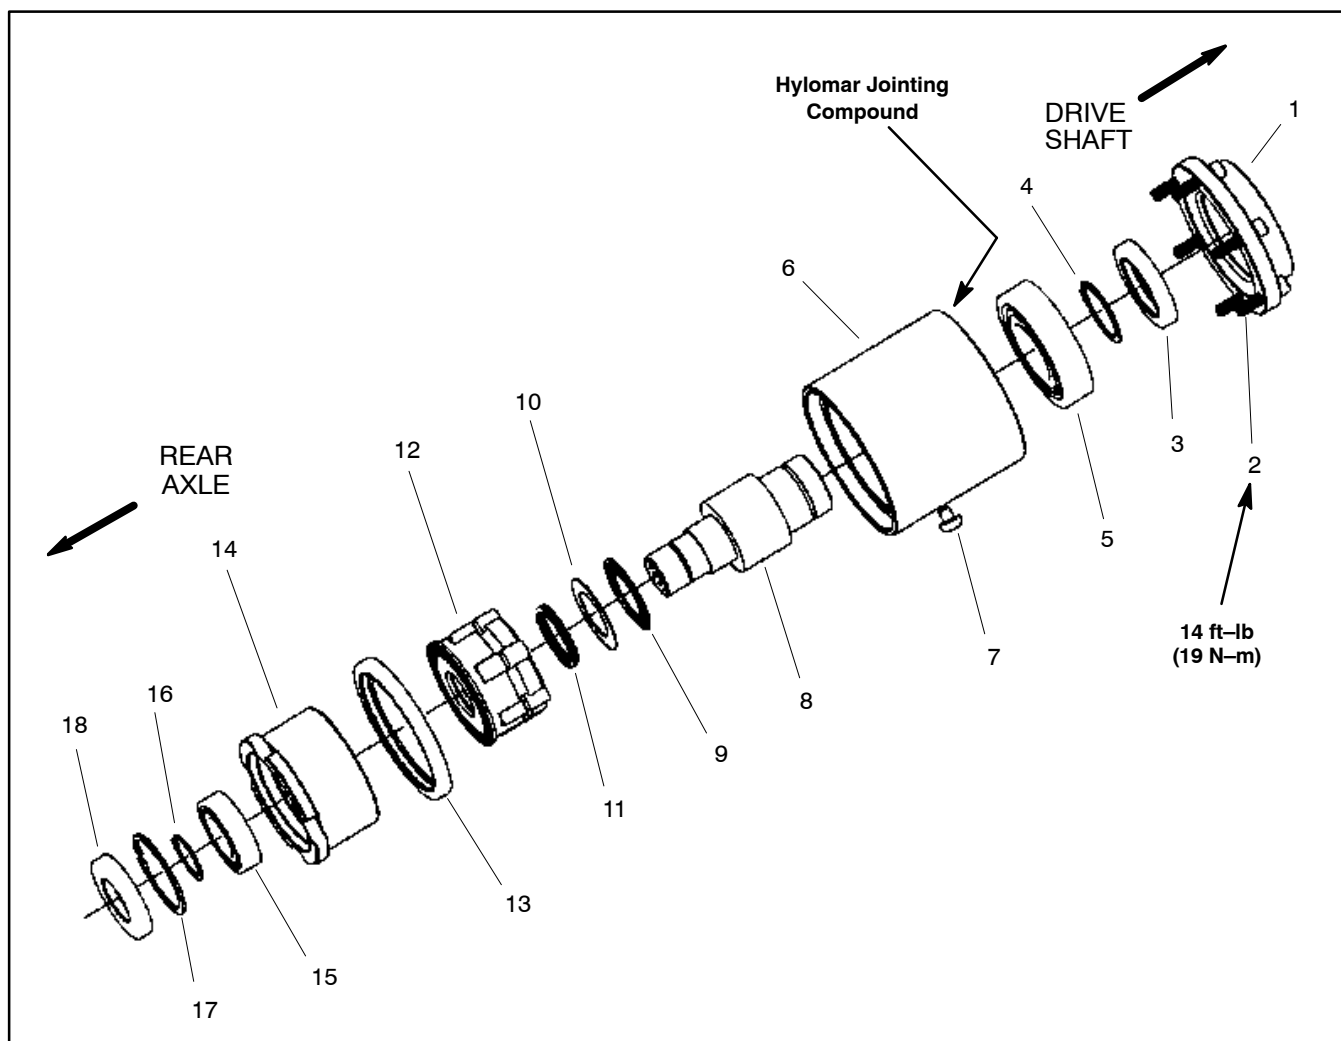 Hylomar Jointing
Compound
DRIVE
SHAFT
1
4
6
3
2
10
12
5
REAR
AXLE
14
7
14 ft–lb
(19 N–m)
8
16
18
9
11
13
15
17